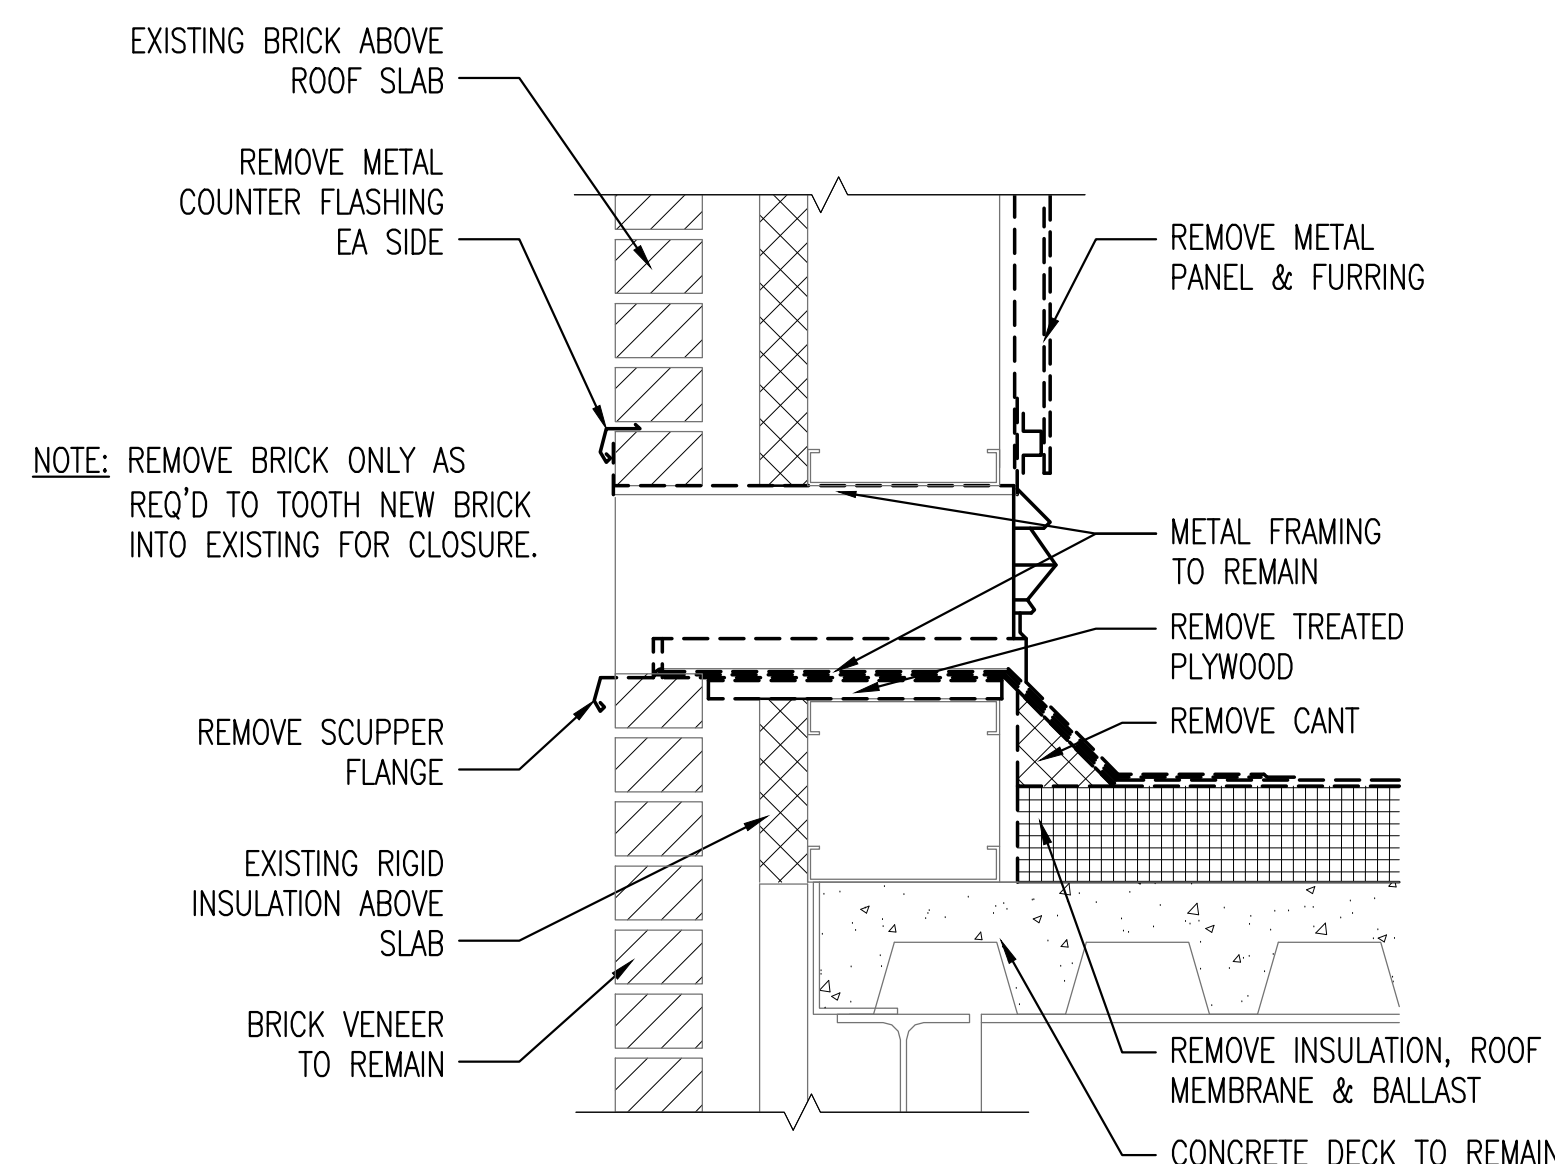 EXISTING BRICK ABOVE
ROOF SLAB
REMOVE METAL
COUNTER FLASHING
EA SIDE
NOTE: REMOVE BRICK ONLY AS
REQ'D TO TOOTH NEW BRICK
INTO EXISTING FOR CLOSURE.
REMOVE SCUPPER
FLANGE
EXISTING RIGID
INSULATION ABOVE
SLAB
BRICK VENEER
TO REMAIN
REMOVE METAL
PANEL & FURRING
METAL FRAMING
TO REMAIN
REMOVE TREATED
PLYWOOD
REMOVE CANT
REMOVE INSULATION, ROOF
MEMBRANE & BALLAST
CONCRETE DECK TO REMAIN